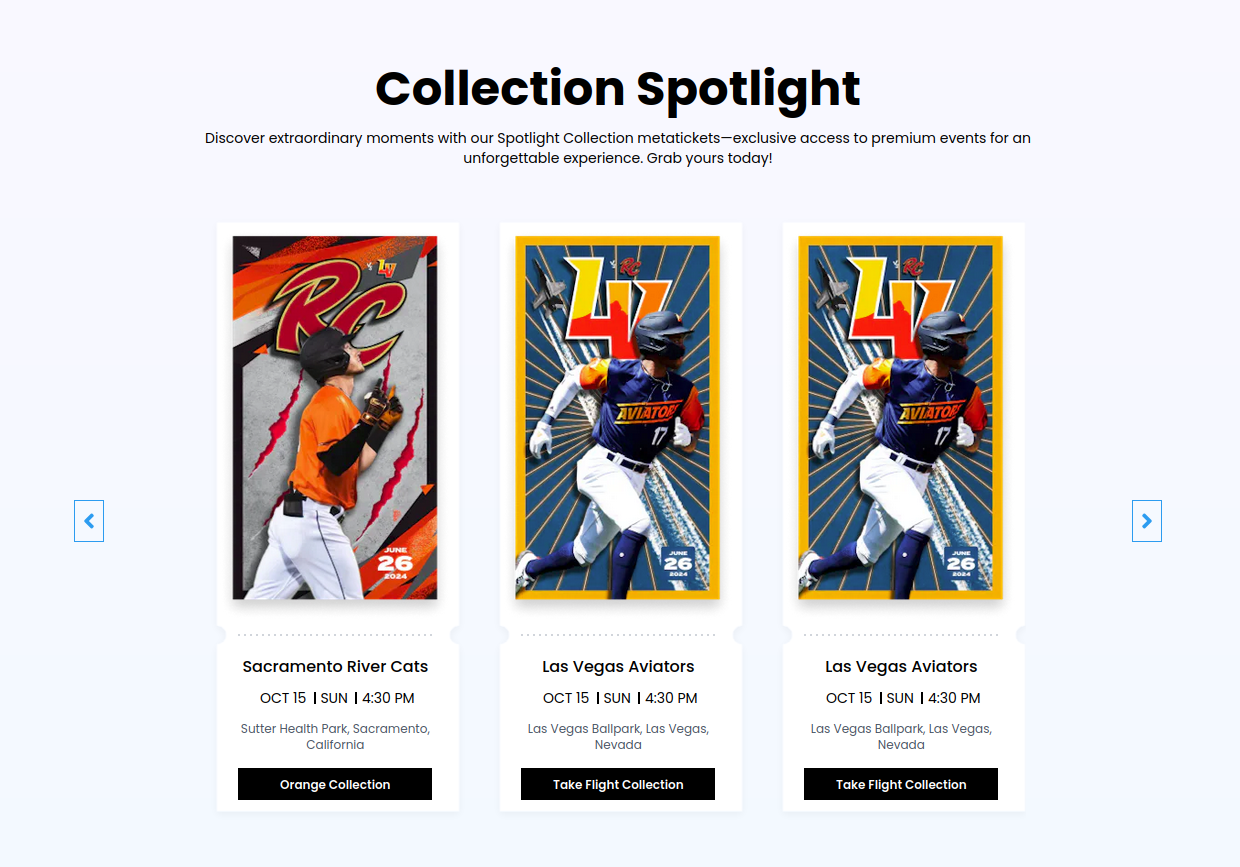 Collection Spotlight
Discover extraordinary moments with our Spotlight Collection metatickets—exclusive access to premium events for an
unforgettable experience. Grab yours today!
RC
LV
JUNE
26
2024
LV
RC
AVIATORS
17
JUNE
26
2024
LV
RC
AVIATORS
17
JUNE
26
2024
Sacramento River Cats
OCT 15 | SUN | 4:30 PM
Sutter Health Park, Sacramento,
California
Orange Collection
Las Vegas Aviators
OCT 15 | SUN | 4:30 PM
Las Vegas Ballpark, Las Vegas,
Nevada
Take Flight Collection
Las Vegas Aviators
OCT 15 | SUN | 4:30 PM
Las Vegas Ballpark, Las Vegas,
Nevada
Take Flight Collection